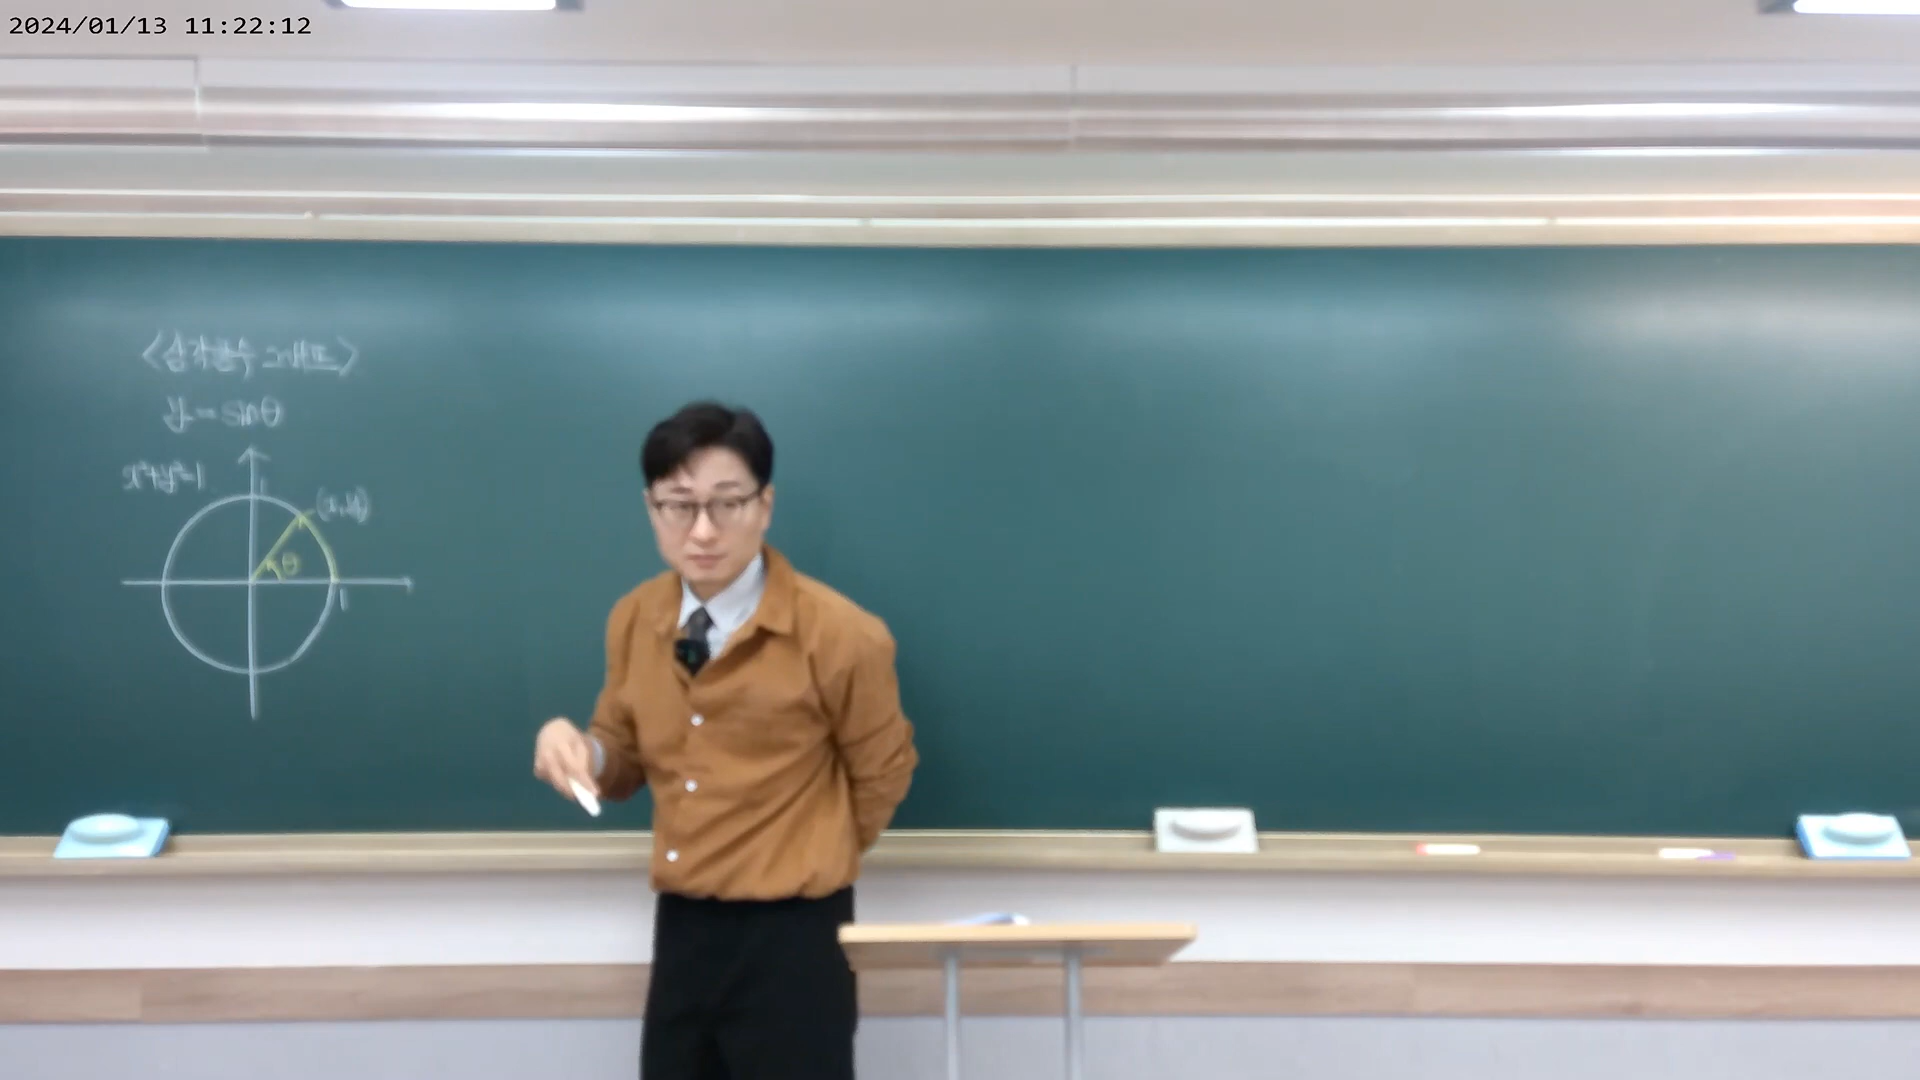 2024/01/13 11:22:12
<삼각함수 그래프>
y = sinθ
x²+y²=1
1
(x,y)
θ
1